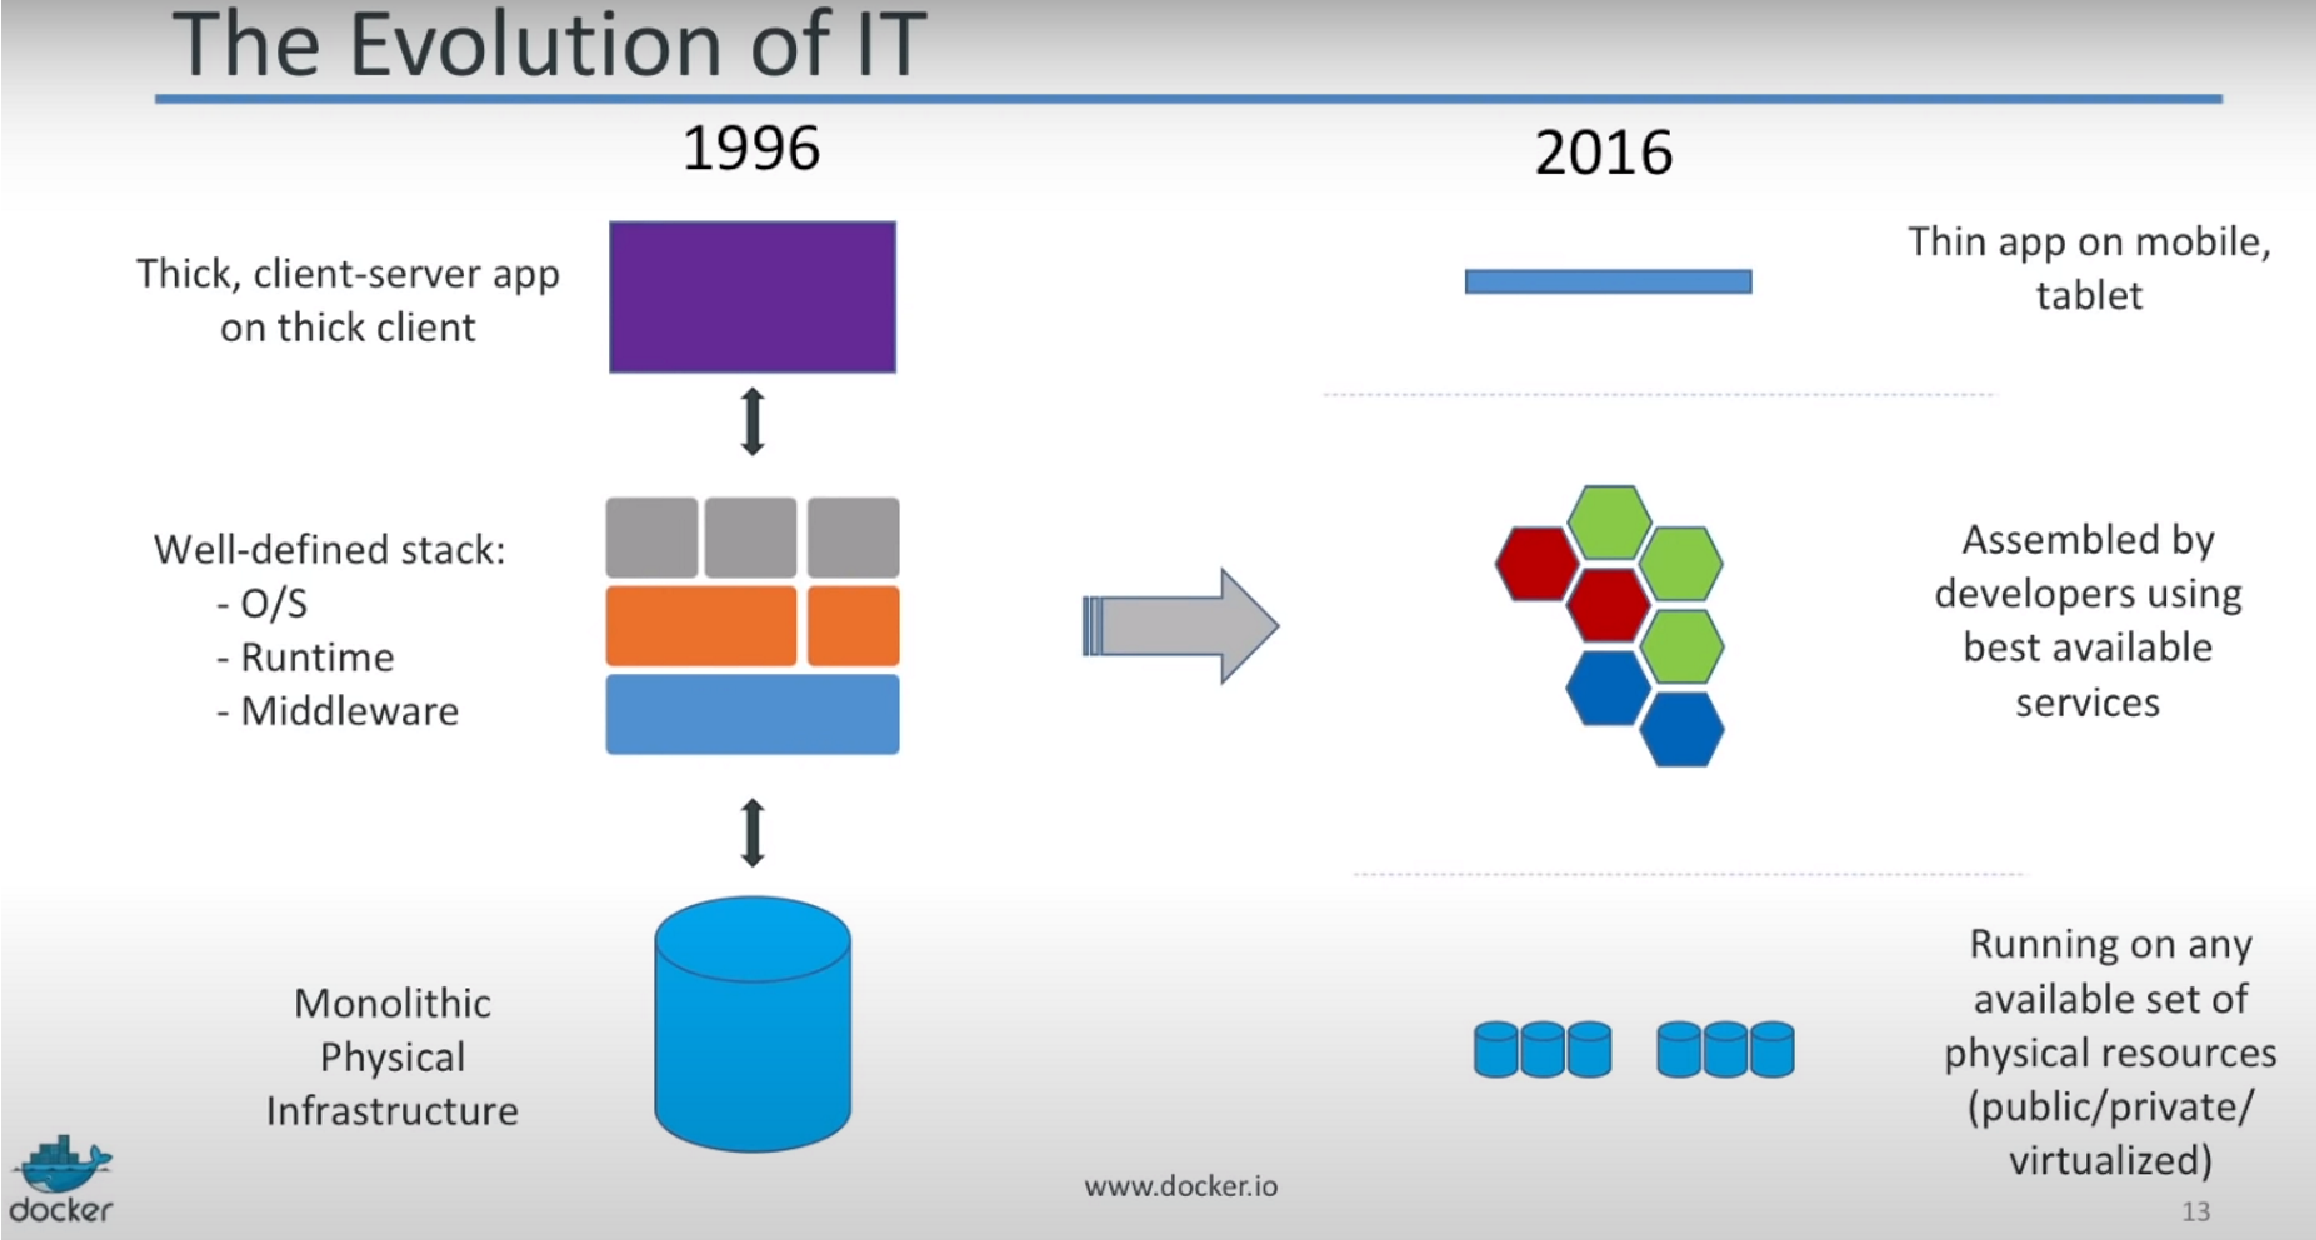 The Evolution of IT
1996
2016
Thick, client-server app
on thick client
Thin app on mobile,
tablet
Well-defined stack:
- O/S
- Runtime
- Middleware
Assembled by
developers using
best available
services
Monolithic
Physical
Infrastructure
Running on any
available set of
physical resources
(public/private/
virtualized)
docker
www.docker.io
13